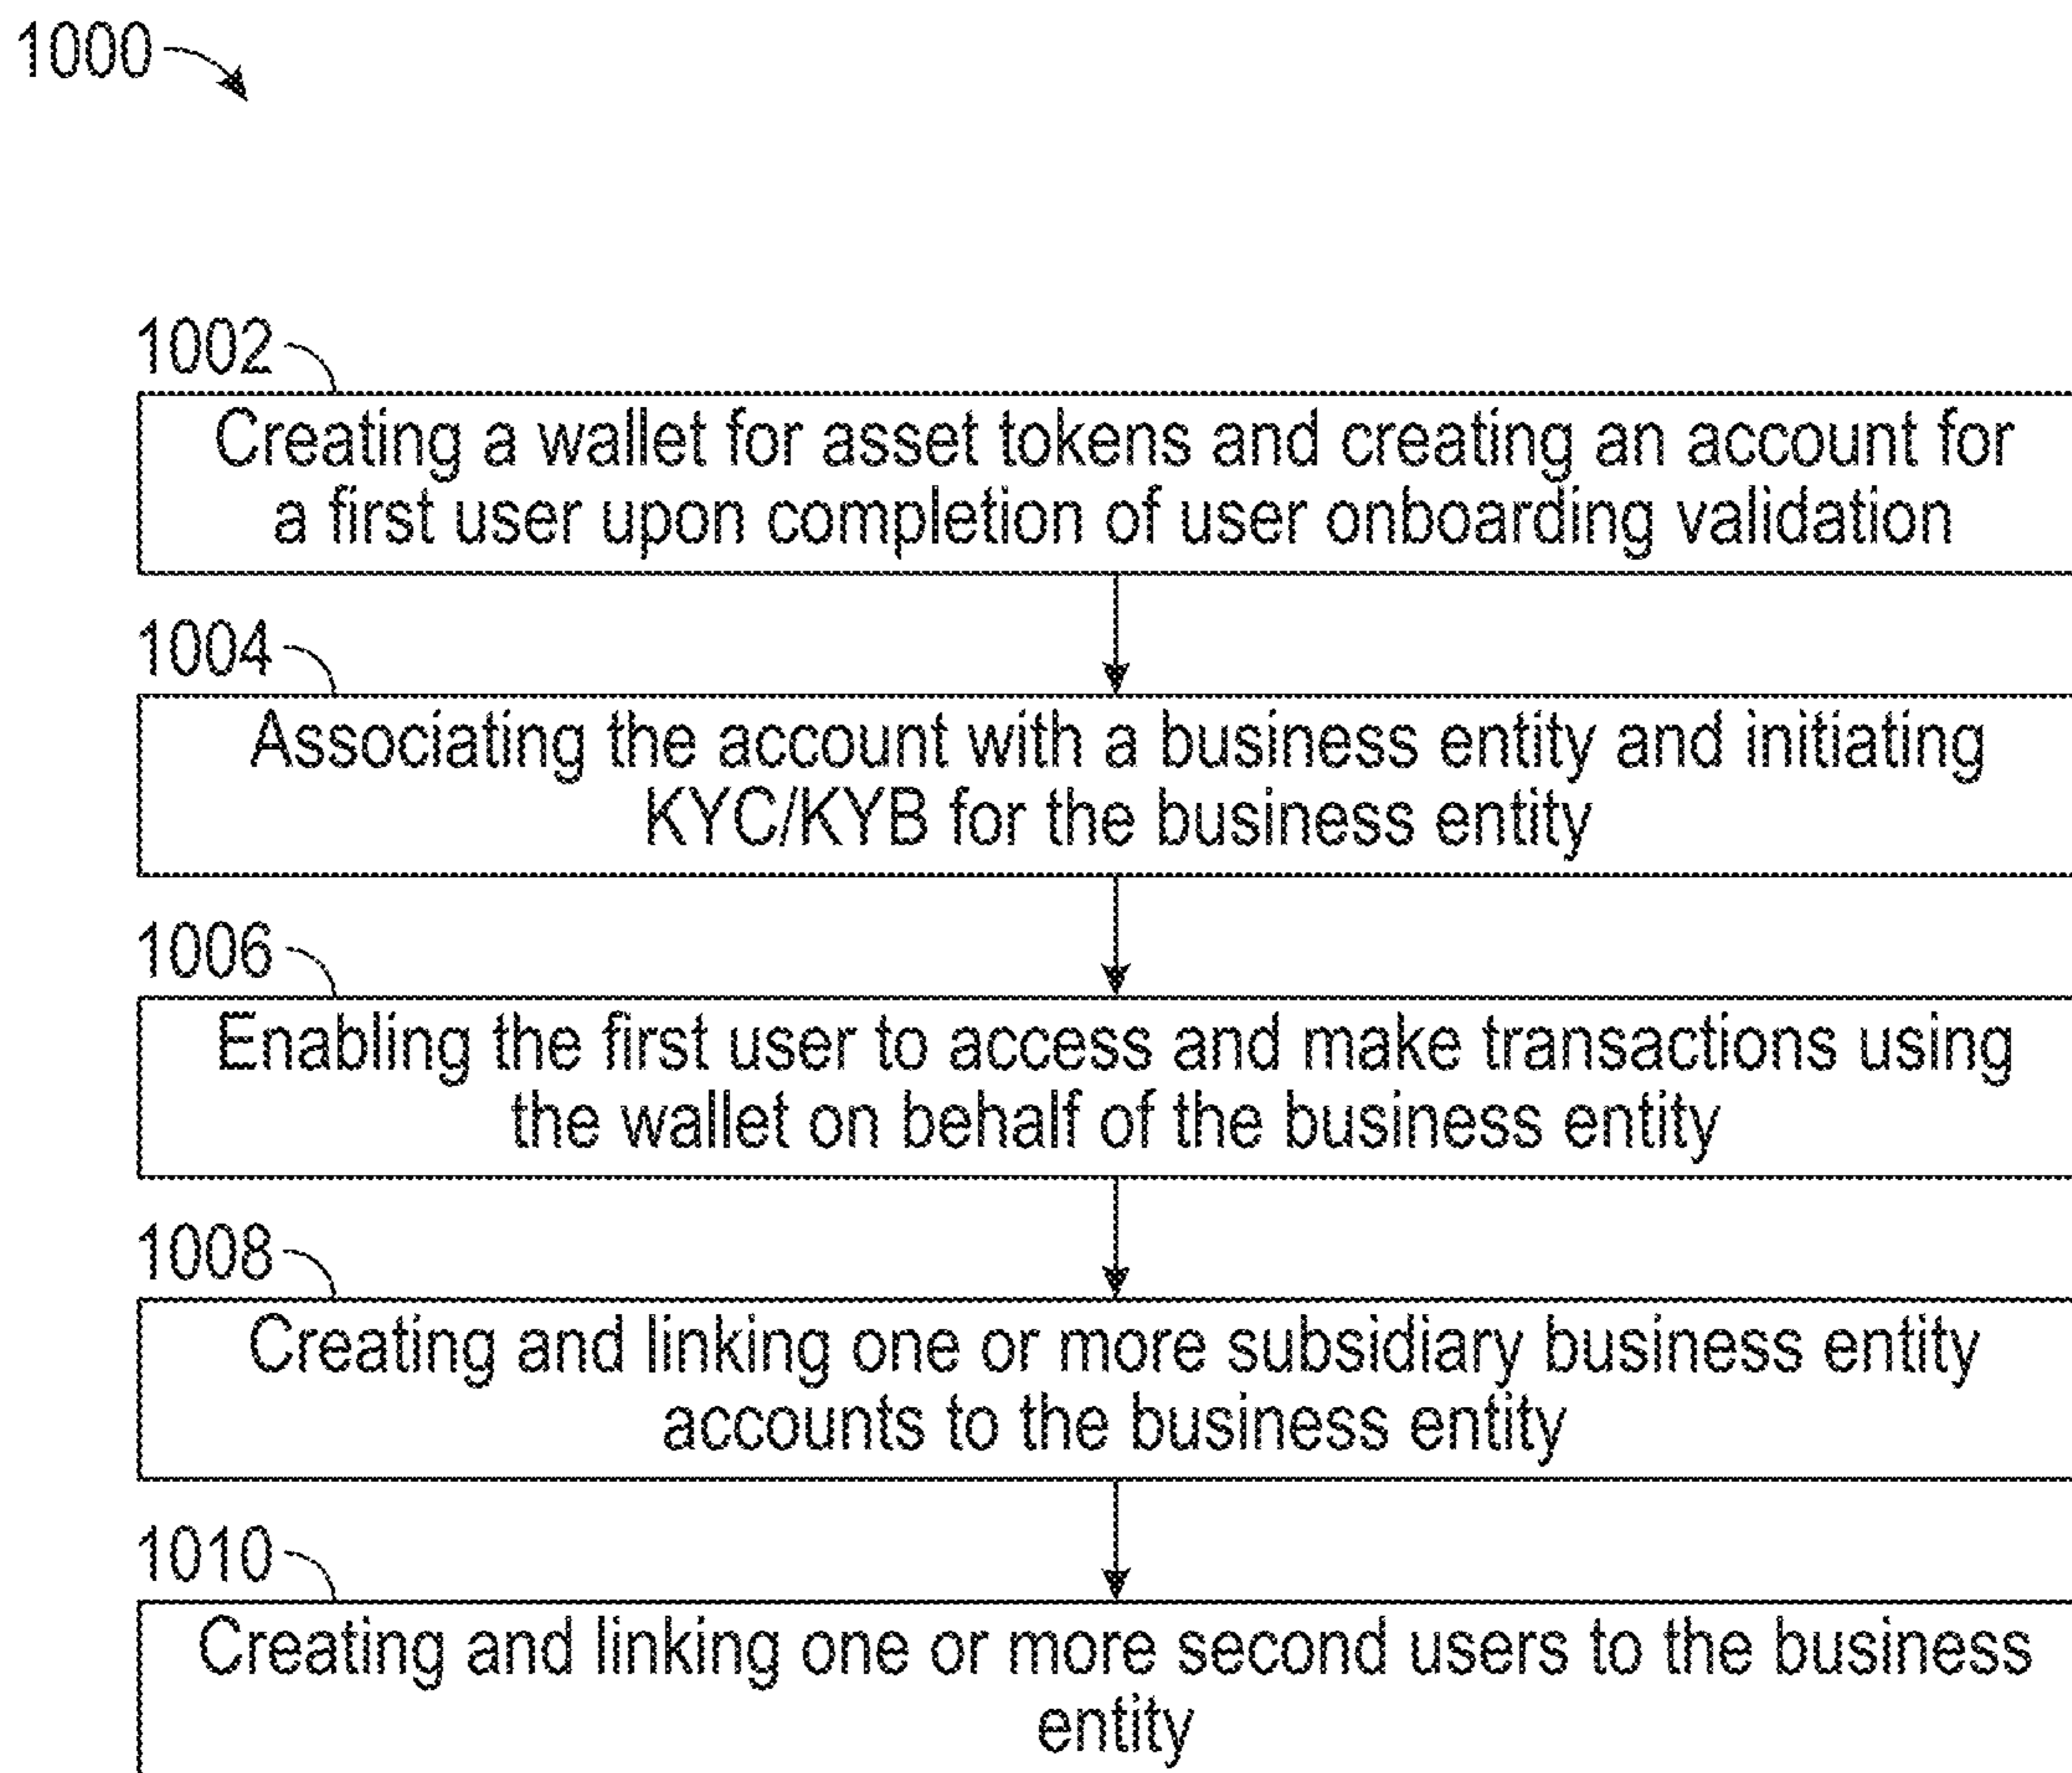 1000
1002
Creating a wallet for asset tokens and creating an account for
a first user upon completion of user onboarding validation
1004
Associating the account with a business entity and initiating
KYC/KYB for the business entity
1006
Enabling the first user to access and make transactions using
the wallet on behalf of the business entity
1008
Creating and linking one or more subsidiary business entity
accounts to the business entity
1010
Creating and linking one or more second users to the business
entity